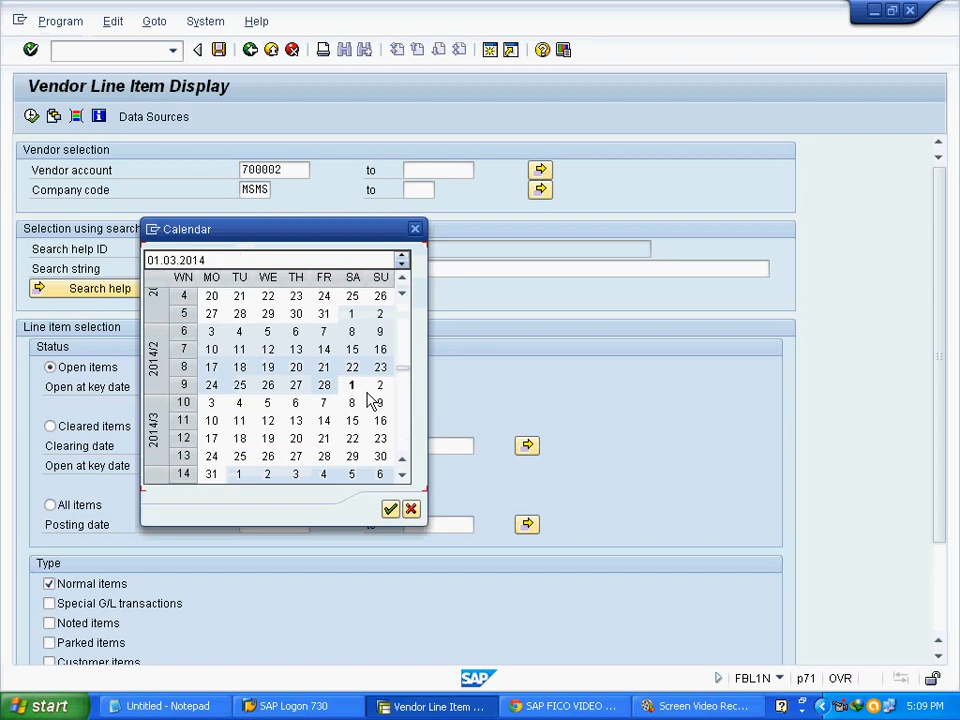 Program Edit Goto System Help
Vendor Line Item Display
Data Sources
Vendor selection
Vendor account 700002 to
Company code MSMS to
Selection using search
Search help ID
Search string
Search help
Calendar
01.03.2014
WN MO TU WE TH FR SA SU
4 20 21 22 23 24 25 26
5 27 28 29 30 31 1 2
6 3 4 5 6 7 8 9
2014/2
7 10 11 12 13 14 15 16
8 17 18 19 20 21 22 23
9 24 25 26 27 28 1 2
10 3 4 5 6 7 8 9
2014/3
11 10 11 12 13 14 15 16
12 17 18 19 20 21 22 23
13 24 25 26 27 28 29 30
14 31 1 2 3 4 5 6
Line item selection
Status
Open items
Open at key date
Cleared items
Clearing date
Open at key date
All items
Posting date to
Type
Normal items
Special G/L transactions
Noted items
Parked items
Customer items
SAP
FBL1N p71 OVR
start Untitled - Notepad SAP Logon 730 Vendor Line Item ... SAP FICO VIDEO ... Screen Video Rec... 5:09 PM